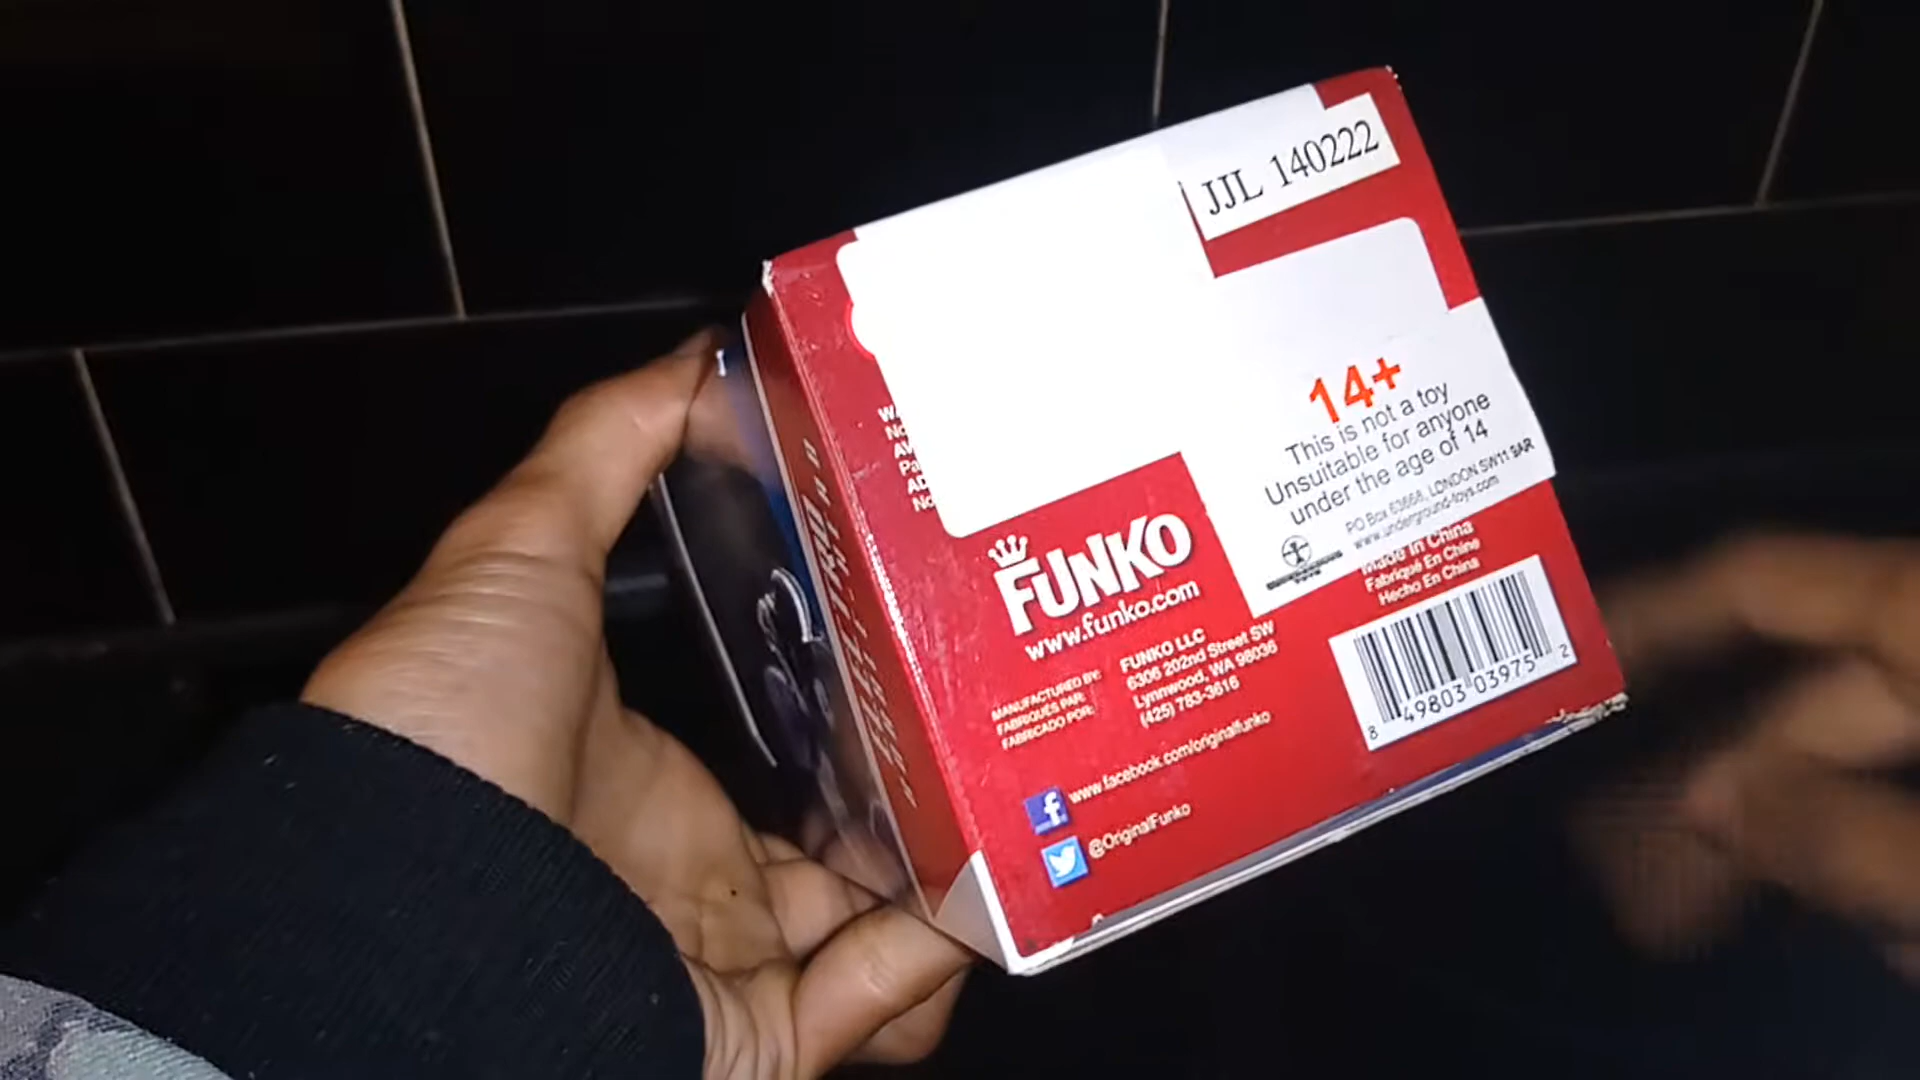 JJL 140222
14+
This is not a toy
Unsuitable for anyone
under the age of 14
PO Box 63666, LONDON SW11 9AR
www.underground-toys.com
FUNKO
www.funko.com
Made In China
Fabriqué En Chine
Hecho En China
MANUFACTURED BY:
FABRIQUÉS PAR:
FABRICADO POR:
FUNKO LLC
6306 202nd Street SW
Lynnwood, WA 98036
(425) 783-3616
8 49803 03975 2
www.facebook.com/originalfunko
@OriginalFunko